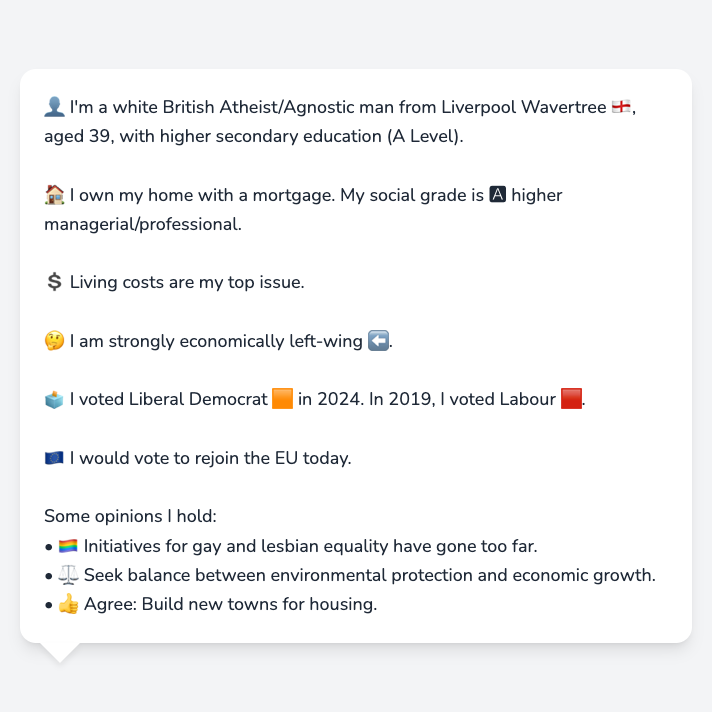 👤 I'm a white British Atheist/Agnostic man from Liverpool Wavertree 🏴󠁧󠁢󠁥󠁮󠁧󠁿,
aged 39, with higher secondary education (A Level).
🏠 I own my home with a mortgage. My social grade is 🅰 higher
managerial/professional.
💲 Living costs are my top issue.
🤔 I am strongly economically left-wing ⬅️.
🗳️ I voted Liberal Democrat 🟧 in 2024. In 2019, I voted Labour 🟥.
🇪🇺 I would vote to rejoin the EU today.
Some opinions I hold:
• 🏳️‍🌈 Initiatives for gay and lesbian equality have gone too far.
• ⚖️ Seek balance between environmental protection and economic growth.
• 👍 Agree: Build new towns for housing.